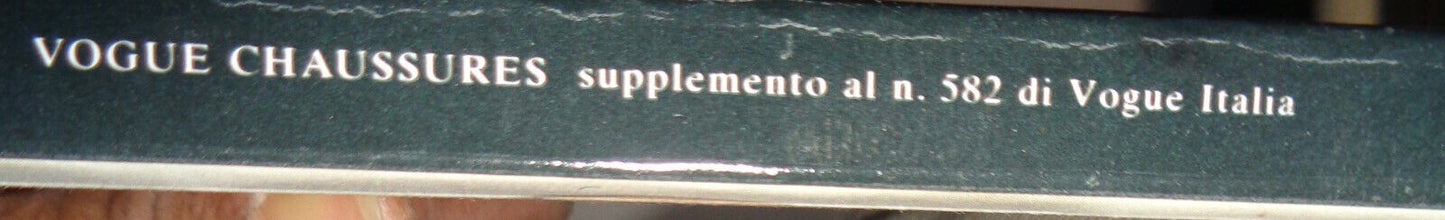 VOGUE CHAUSSURES supplemento al n. 582 di Vogue Italia